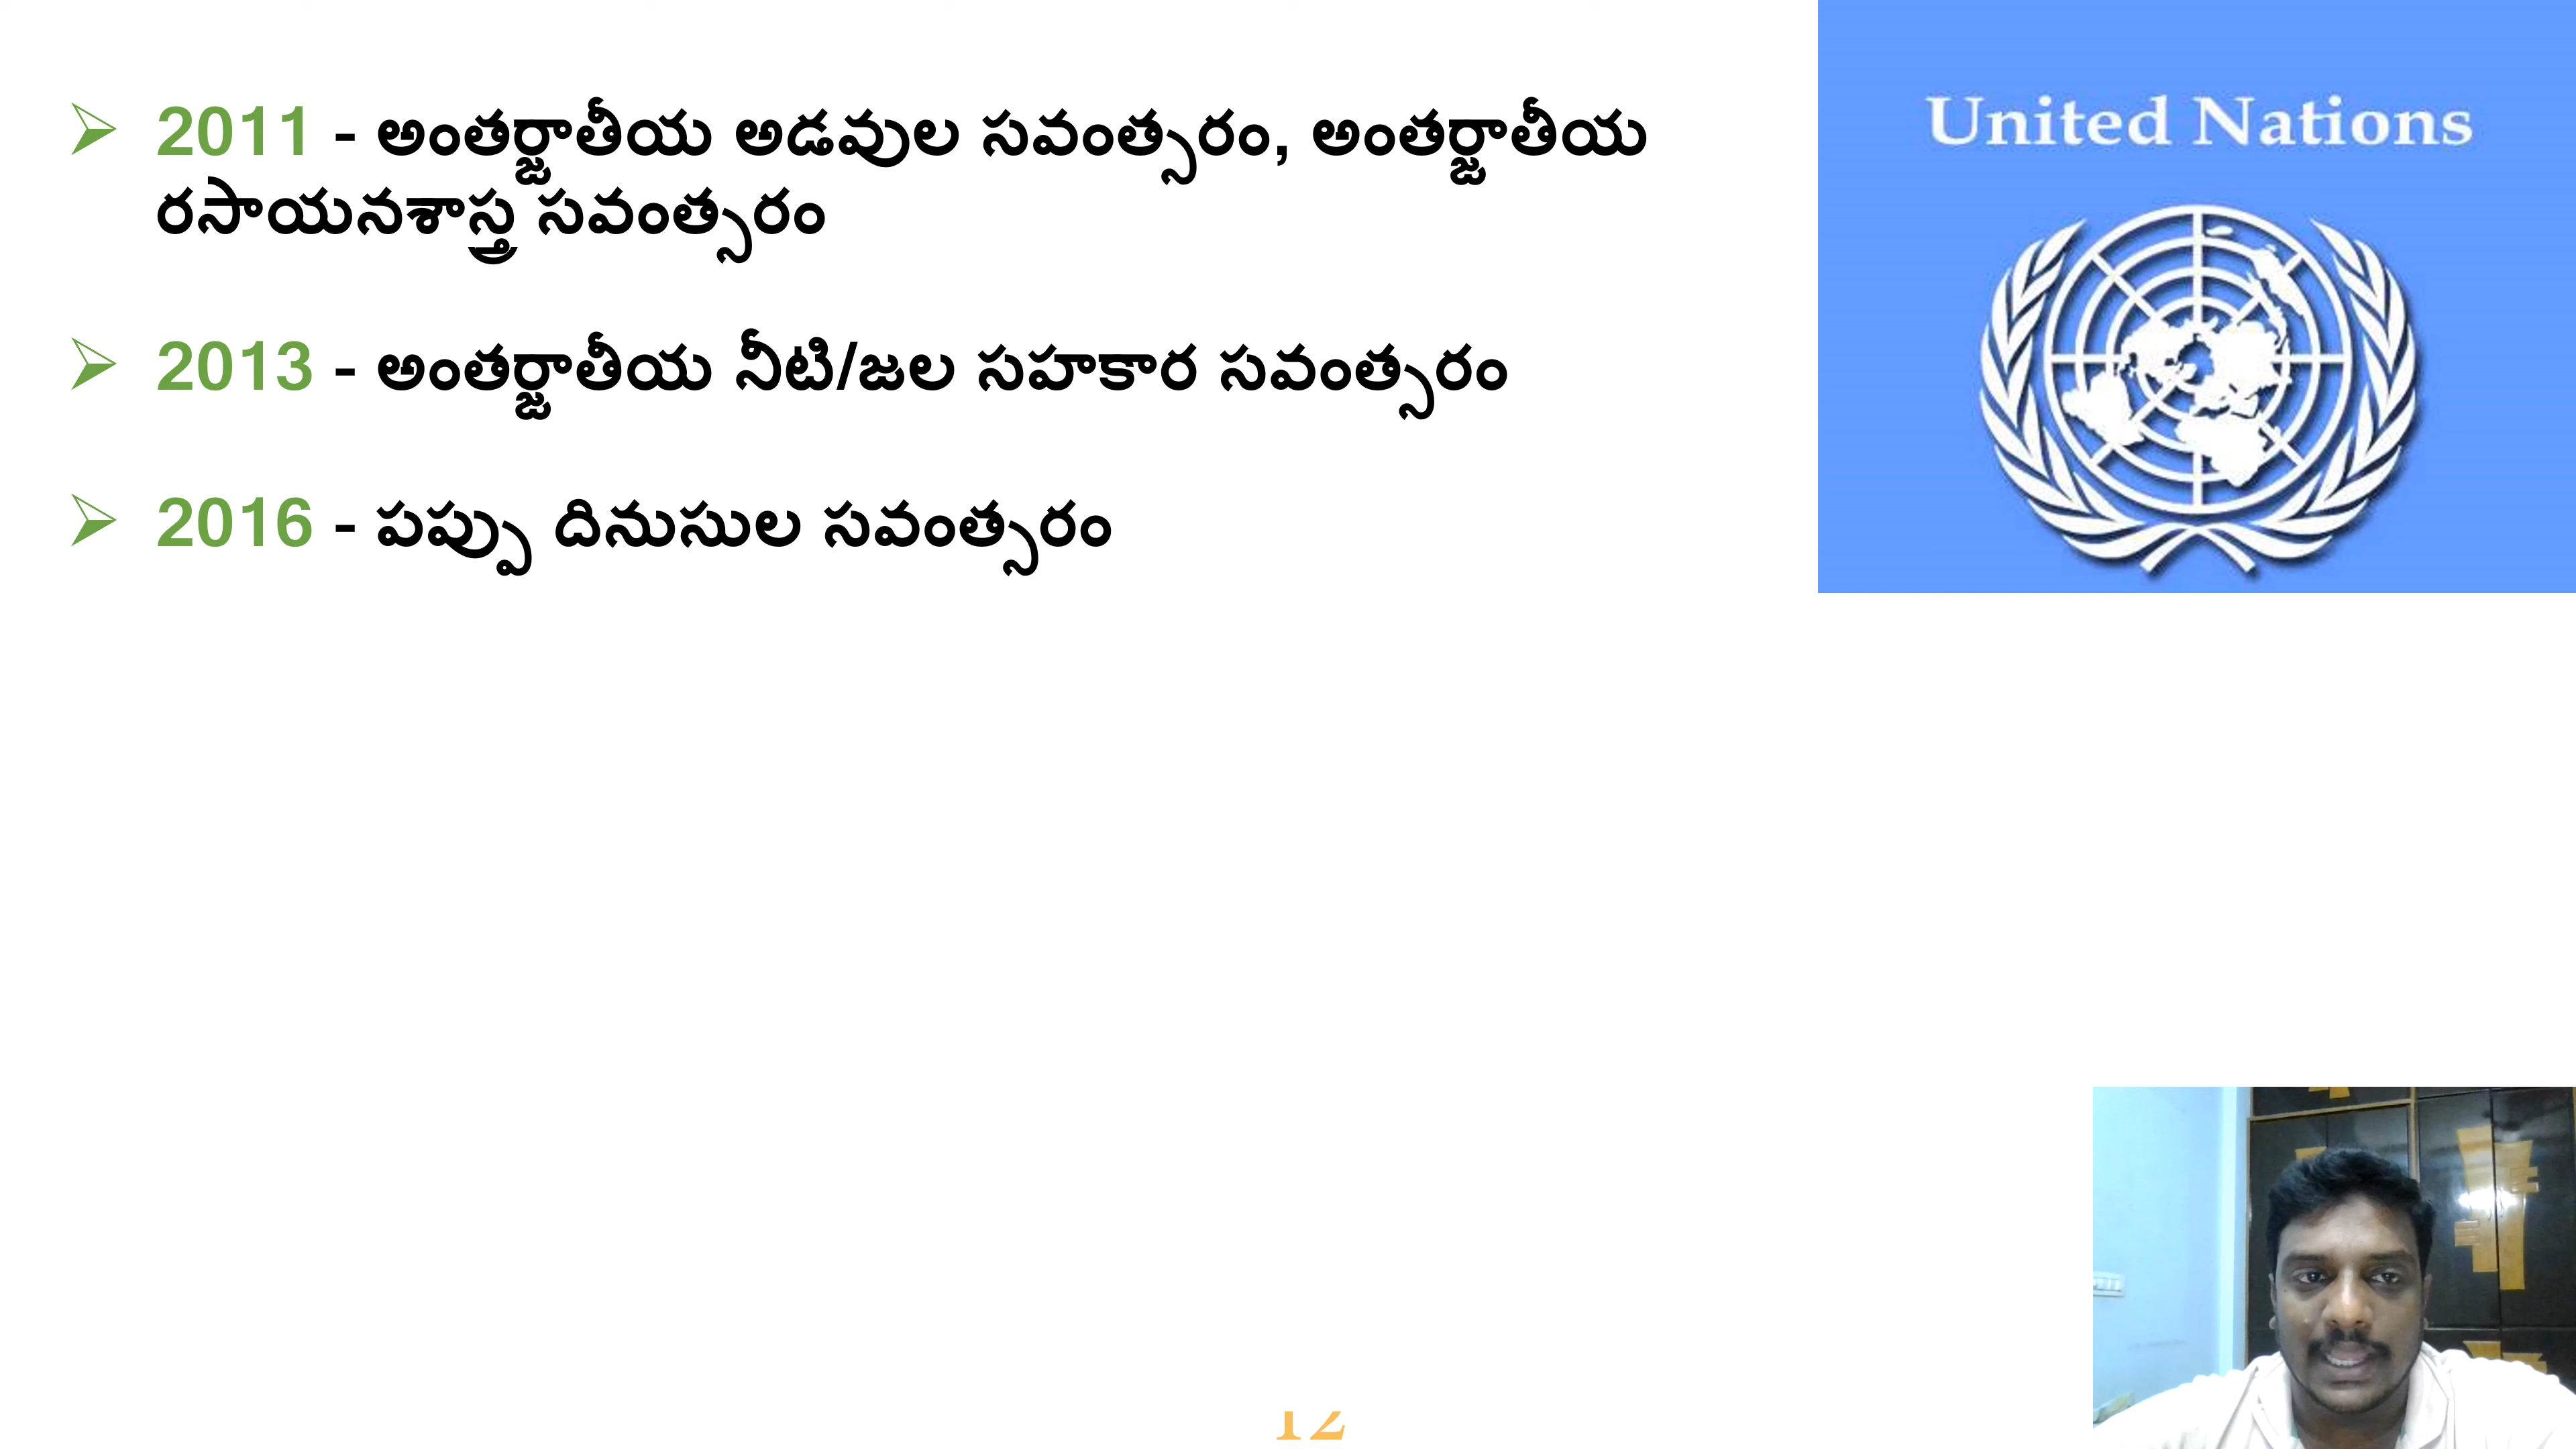 2011 - అంతర్జాతీయ అడవుల సవంత్సరం, అంతర్జాతీయ
రసాయనశాస్త్ర సవంత్సరం
2013 - అంతర్జాతీయ నీటి/జల సహకార సవంత్సరం
2016 - పప్పు దినుసుల సవంత్సరం
United Nations
12